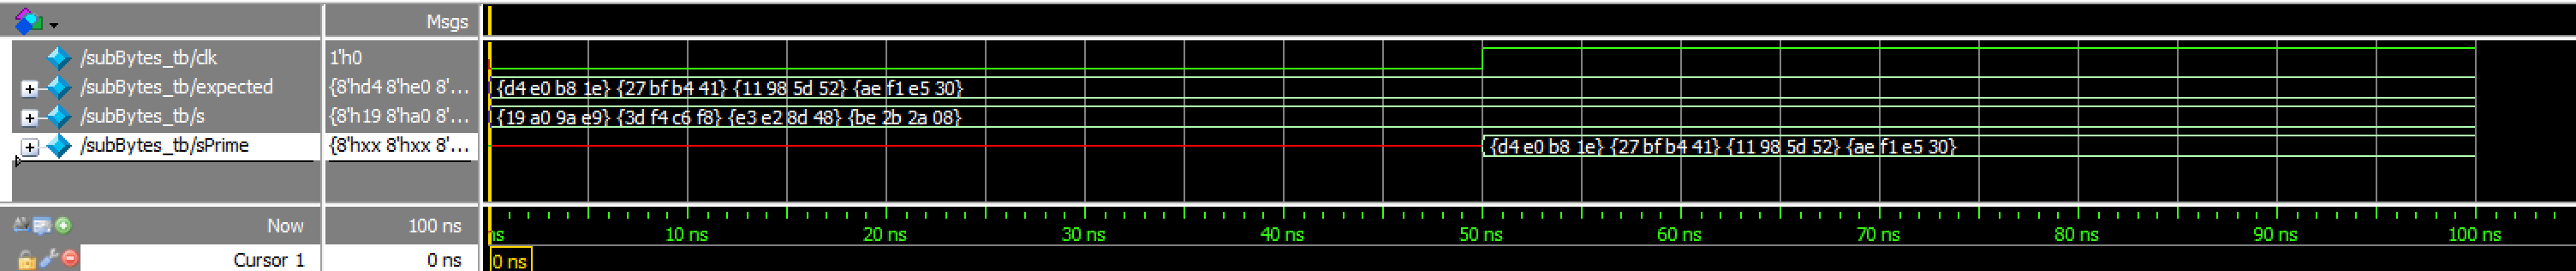 Msgs
/subBytes_tb/clk 1'h0
/subBytes_tb/expected {8'hd4 8'he0 8'... {d4 e0 b8 1e} {27 bf b4 41} {11 98 5d 52} {ae f1 e5 30}
/subBytes_tb/s {8'h19 8'ha0 8'... {19 a0 9a e9} {3d f4 c6 f8} {e3 e2 8d 48} {be 2b 2a 08}
/subBytes_tb/sPrime {8'hxx 8'hxx 8'... {d4 e0 b8 1e} {27 bf b4 41} {11 98 5d 52} {ae f1 e5 30}
Now 100 ns ns 10 ns 20 ns 30 ns 40 ns 50 ns 60 ns 70 ns 80 ns 90 ns 100 ns
Cursor 1 0 ns 0 ns